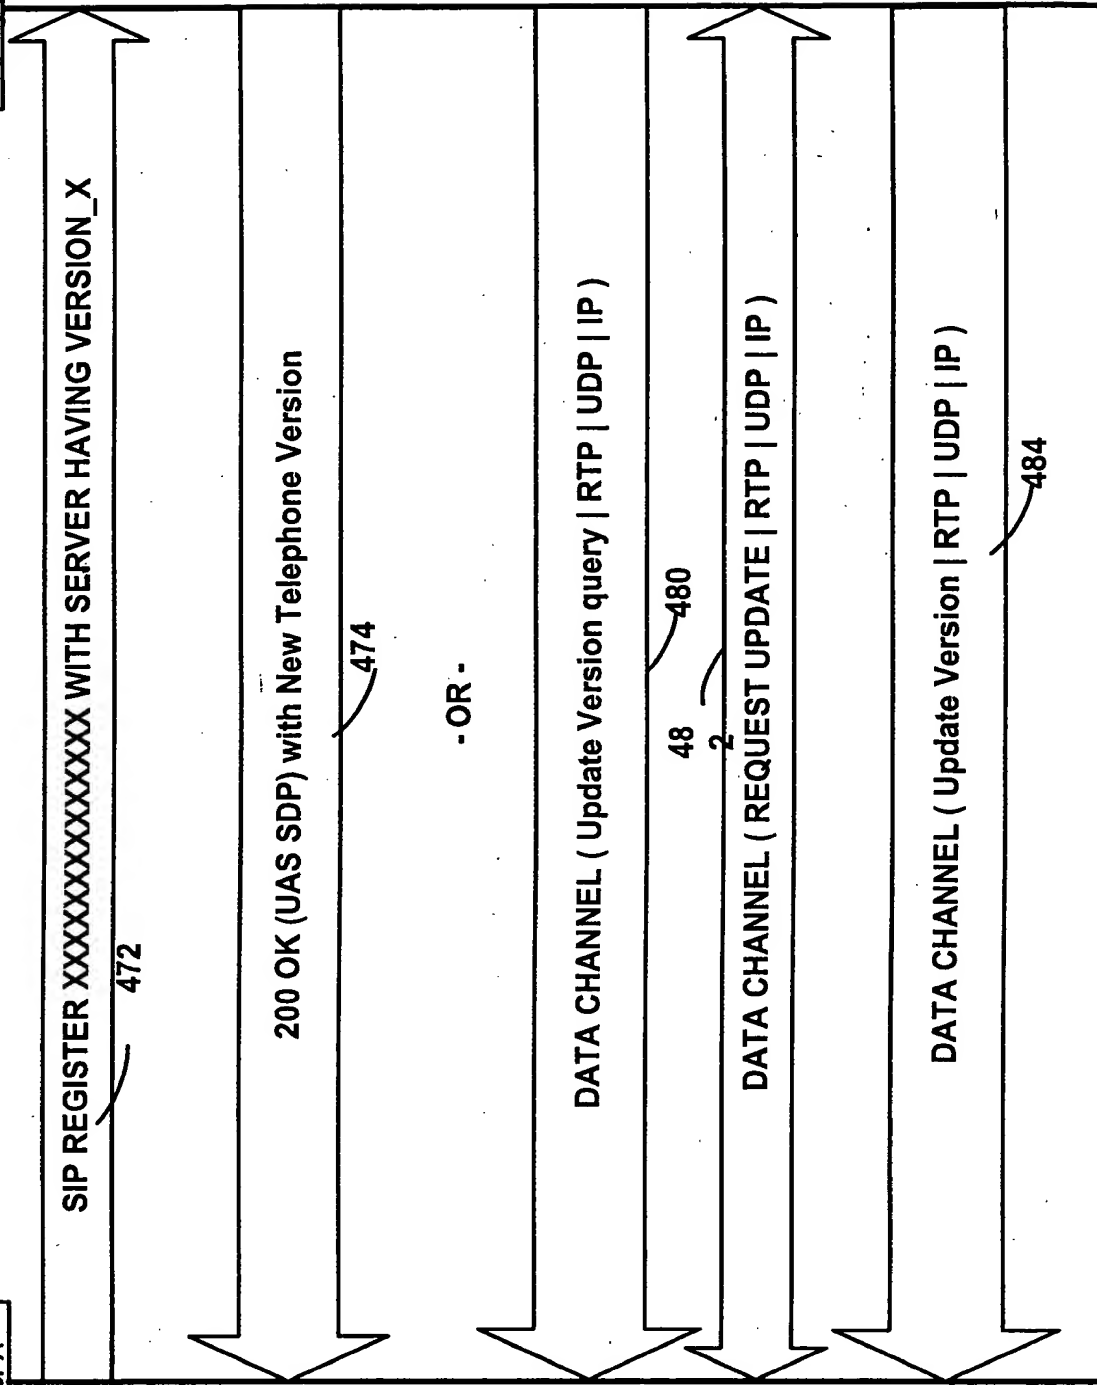 SIP REGISTER XXXXXXXXXXXXXXX WITH SERVER HAVING VERSION_X
472
200 OK (UAS SDP) with New Telephone Version
474
- OR -
DATA CHANNEL ( Update Version query | RTP | UDP | IP )
480
48
2
DATA CHANNEL ( REQUEST UPDATE | RTP | UDP | IP )
DATA CHANNEL ( Update Version | RTP | UDP | IP )
484